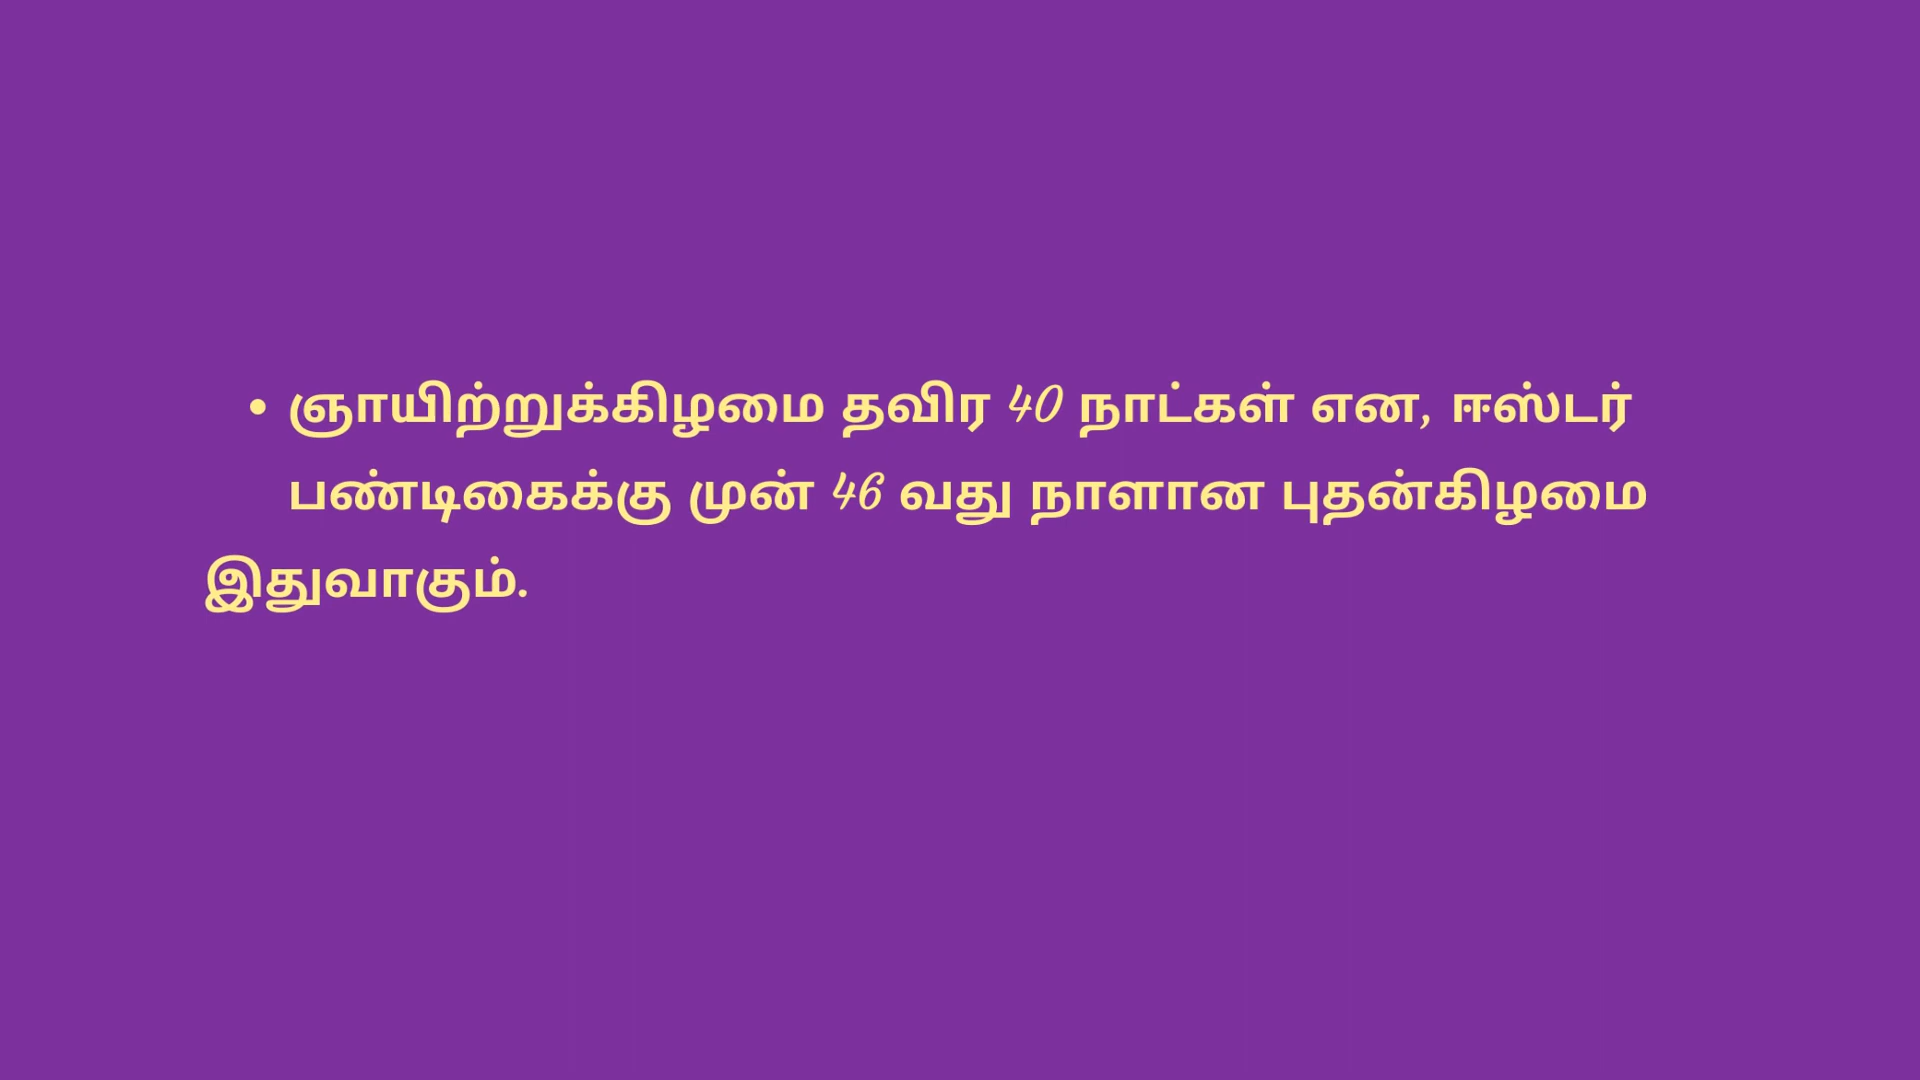 • ஞாயிற்றுக்கிழமை தவிர 40 நாட்கள் என, ஈஸ்டர்
பண்டிகைக்கு முன் 46 வது நாளான புதன்கிழமை
இதுவாகும்.